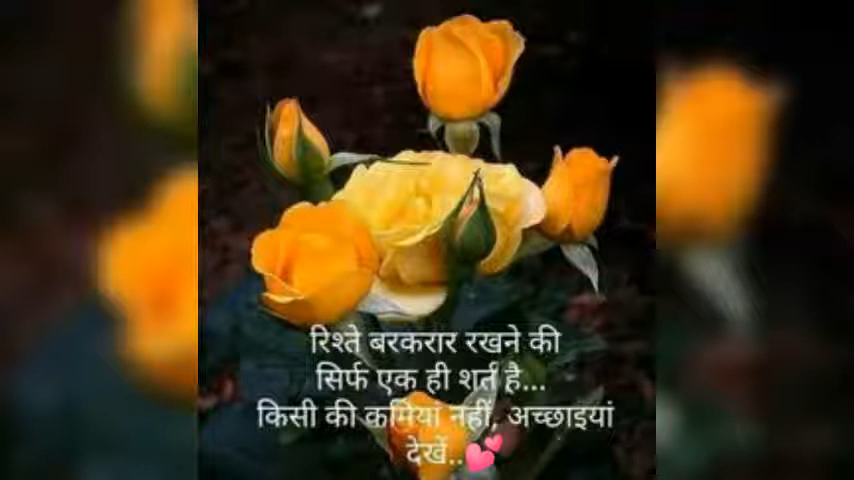 रिश्ते बरकरार रखने की
सिर्फ एक ही शर्त है...
किसी की कमियां नहीं, अच्छाइयां
देखें..💕